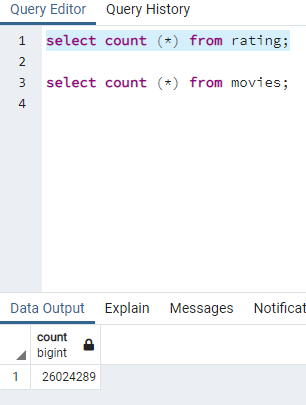 Query Editor Query History
1 select count (*) from rating;
2
3 select count (*) from movies;
4
Data Output Explain Messages Notificat
count
bigint
1 26024289